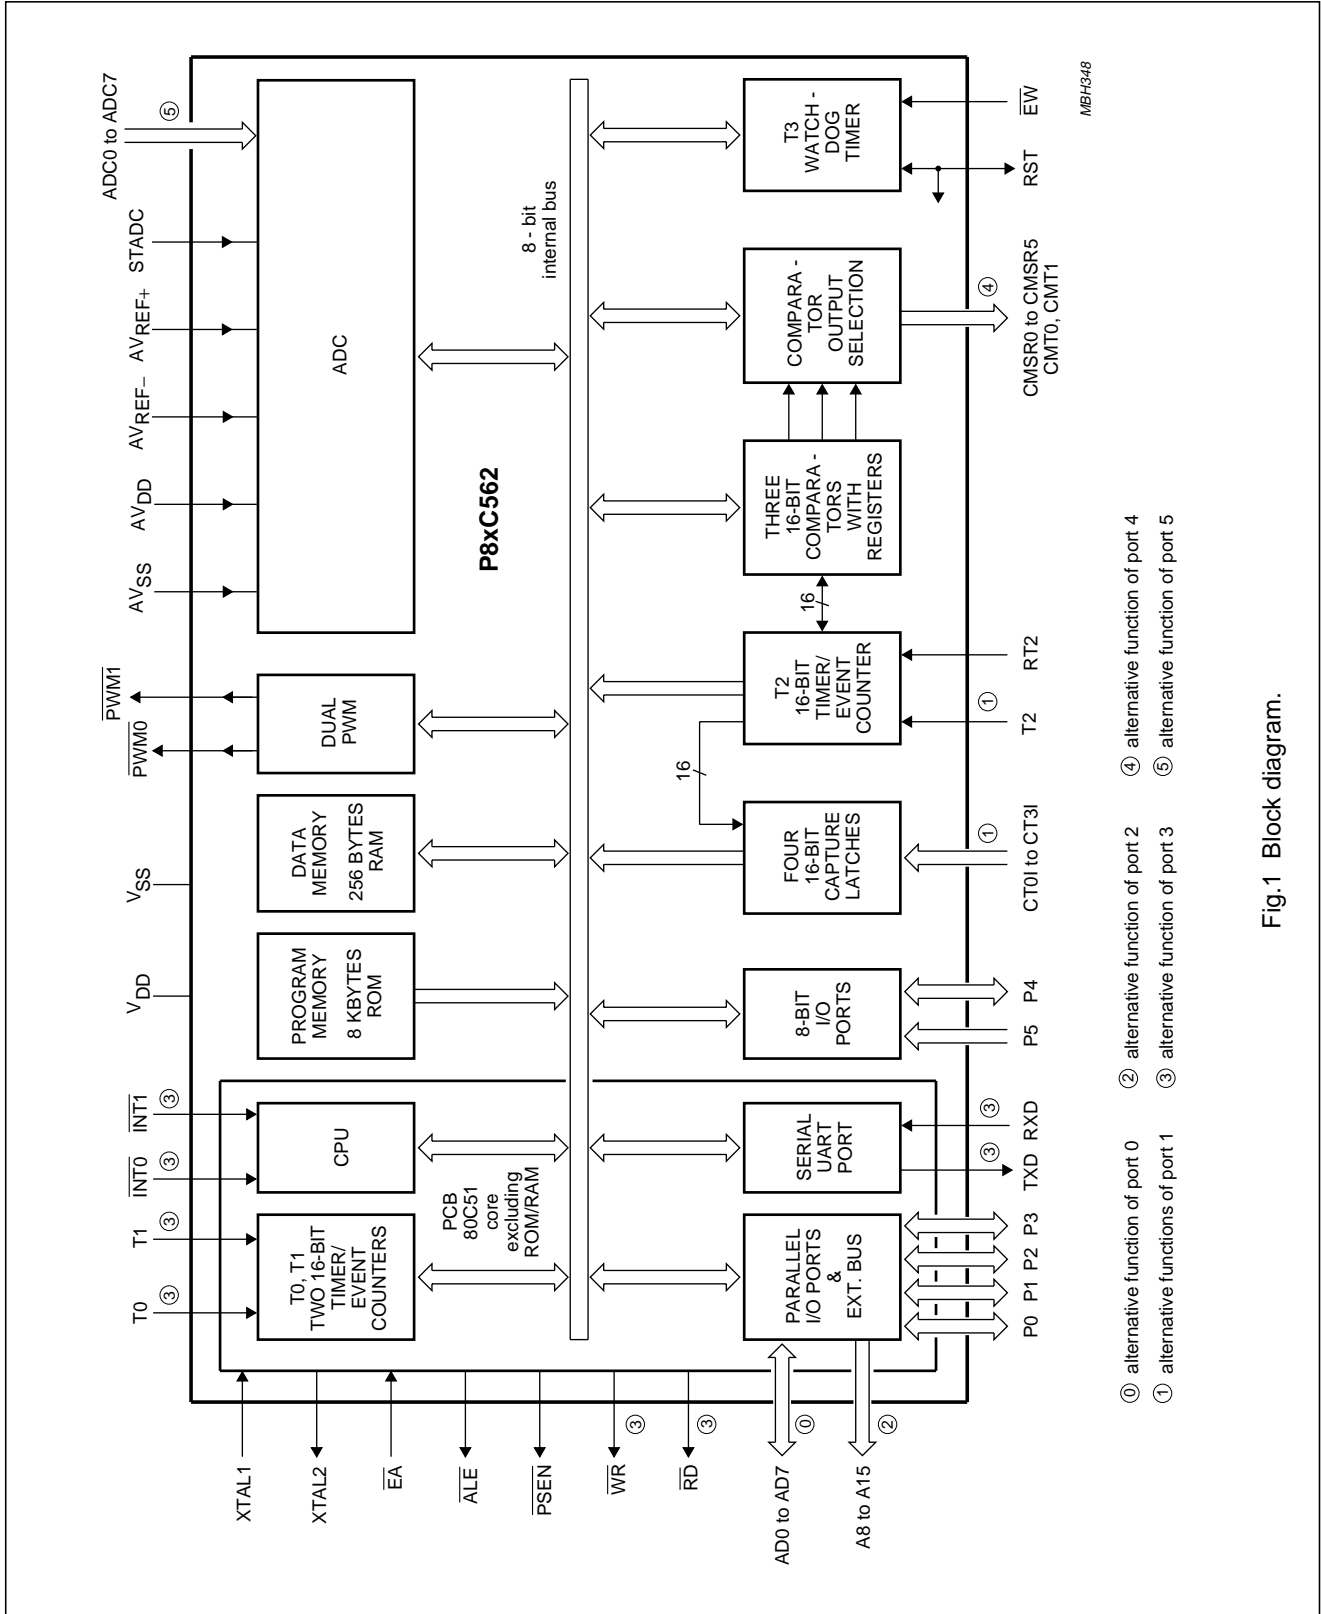 XTAL1
XTAL2
EA
ALE
PSEN
WR
③
RD
③
AD0 to AD7
⓪
A8 to A15
②
T0
③
T1
③
INT0
③
INT1
③
VDD
VSS
PWM0
PWM1
AVSS
AVDD
AVREF−
AVREF+
STADC
ADC0 to ADC7
⑤
T0, T1
TWO 16-BIT
TIMER/
EVENT
COUNTERS
CPU
PROGRAM
MEMORY
8 KBYTES
ROM
DATA
MEMORY
256 BYTES
RAM
DUAL
PWM
ADC
PCB
80C51
core
excluding
ROM/RAM
P8xC562
8 - bit
internal bus
16
16
PARALLEL
I/O PORTS
&
EXT. BUS
SERIAL
UART
PORT
8-BIT
I/O
PORTS
FOUR
16-BIT
CAPTURE
LATCHES
T2
16-BIT
TIMER/
EVENT
COUNTER
THREE
16-BIT
COMPARA -
TORS
WITH
REGISTERS
COMPARA -
TOR
OUTPUT
SELECTION
T3
WATCH -
DOG
TIMER
P0
P1
P2
P3
③
TXD
③
RXD
P5
P4
①
CT0I to CT3I
①
T2
RT2
④
CMSR0 to CMSR5
CMT0, CMT1
RST
EW
MBH348
⓪ alternative function of port 0
① alternative functions of port 1
② alternative function of port 2
③ alternative function of port 3
④ alternative function of port 4
⑤ alternative function of port 5
Fig.1 Block diagram.